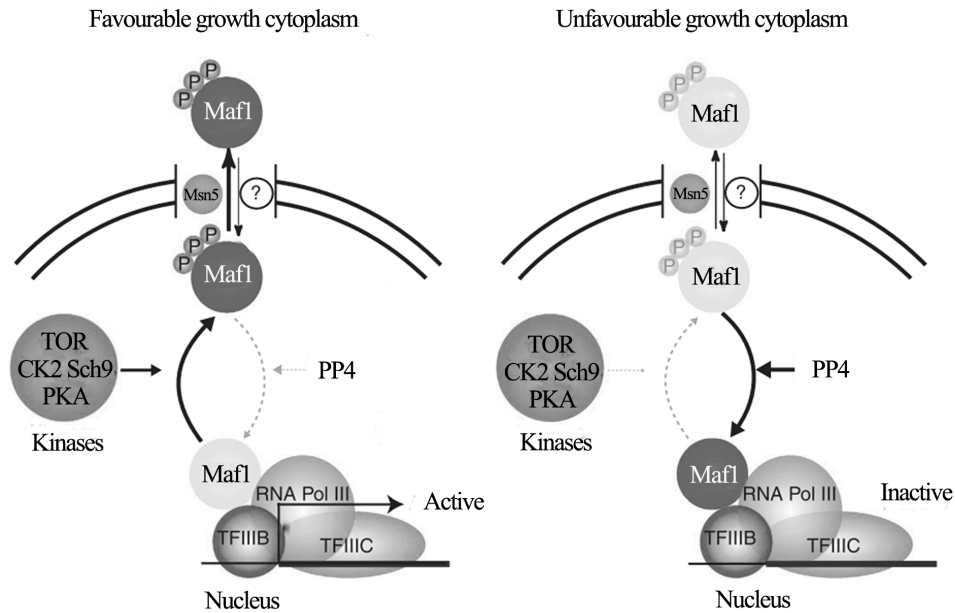 Favourable growth cytoplasm
P
P
P
Maf1
Msn5
?
P
P
P
Maf1
TOR
CK2 Sch9
PKA
Kinases
PP4
Maf1
RNA Pol III
Active
TFIIIB
TFIIIC
Nucleus
Unfavourable growth cytoplasm
P
P
P
Maf1
Msn5
?
P
P
P
Maf1
TOR
CK2 Sch9
PKA
Kinases
PP4
Maf1
RNA Pol III
Inactive
TFIIIB
TFIIIC
Nucleus